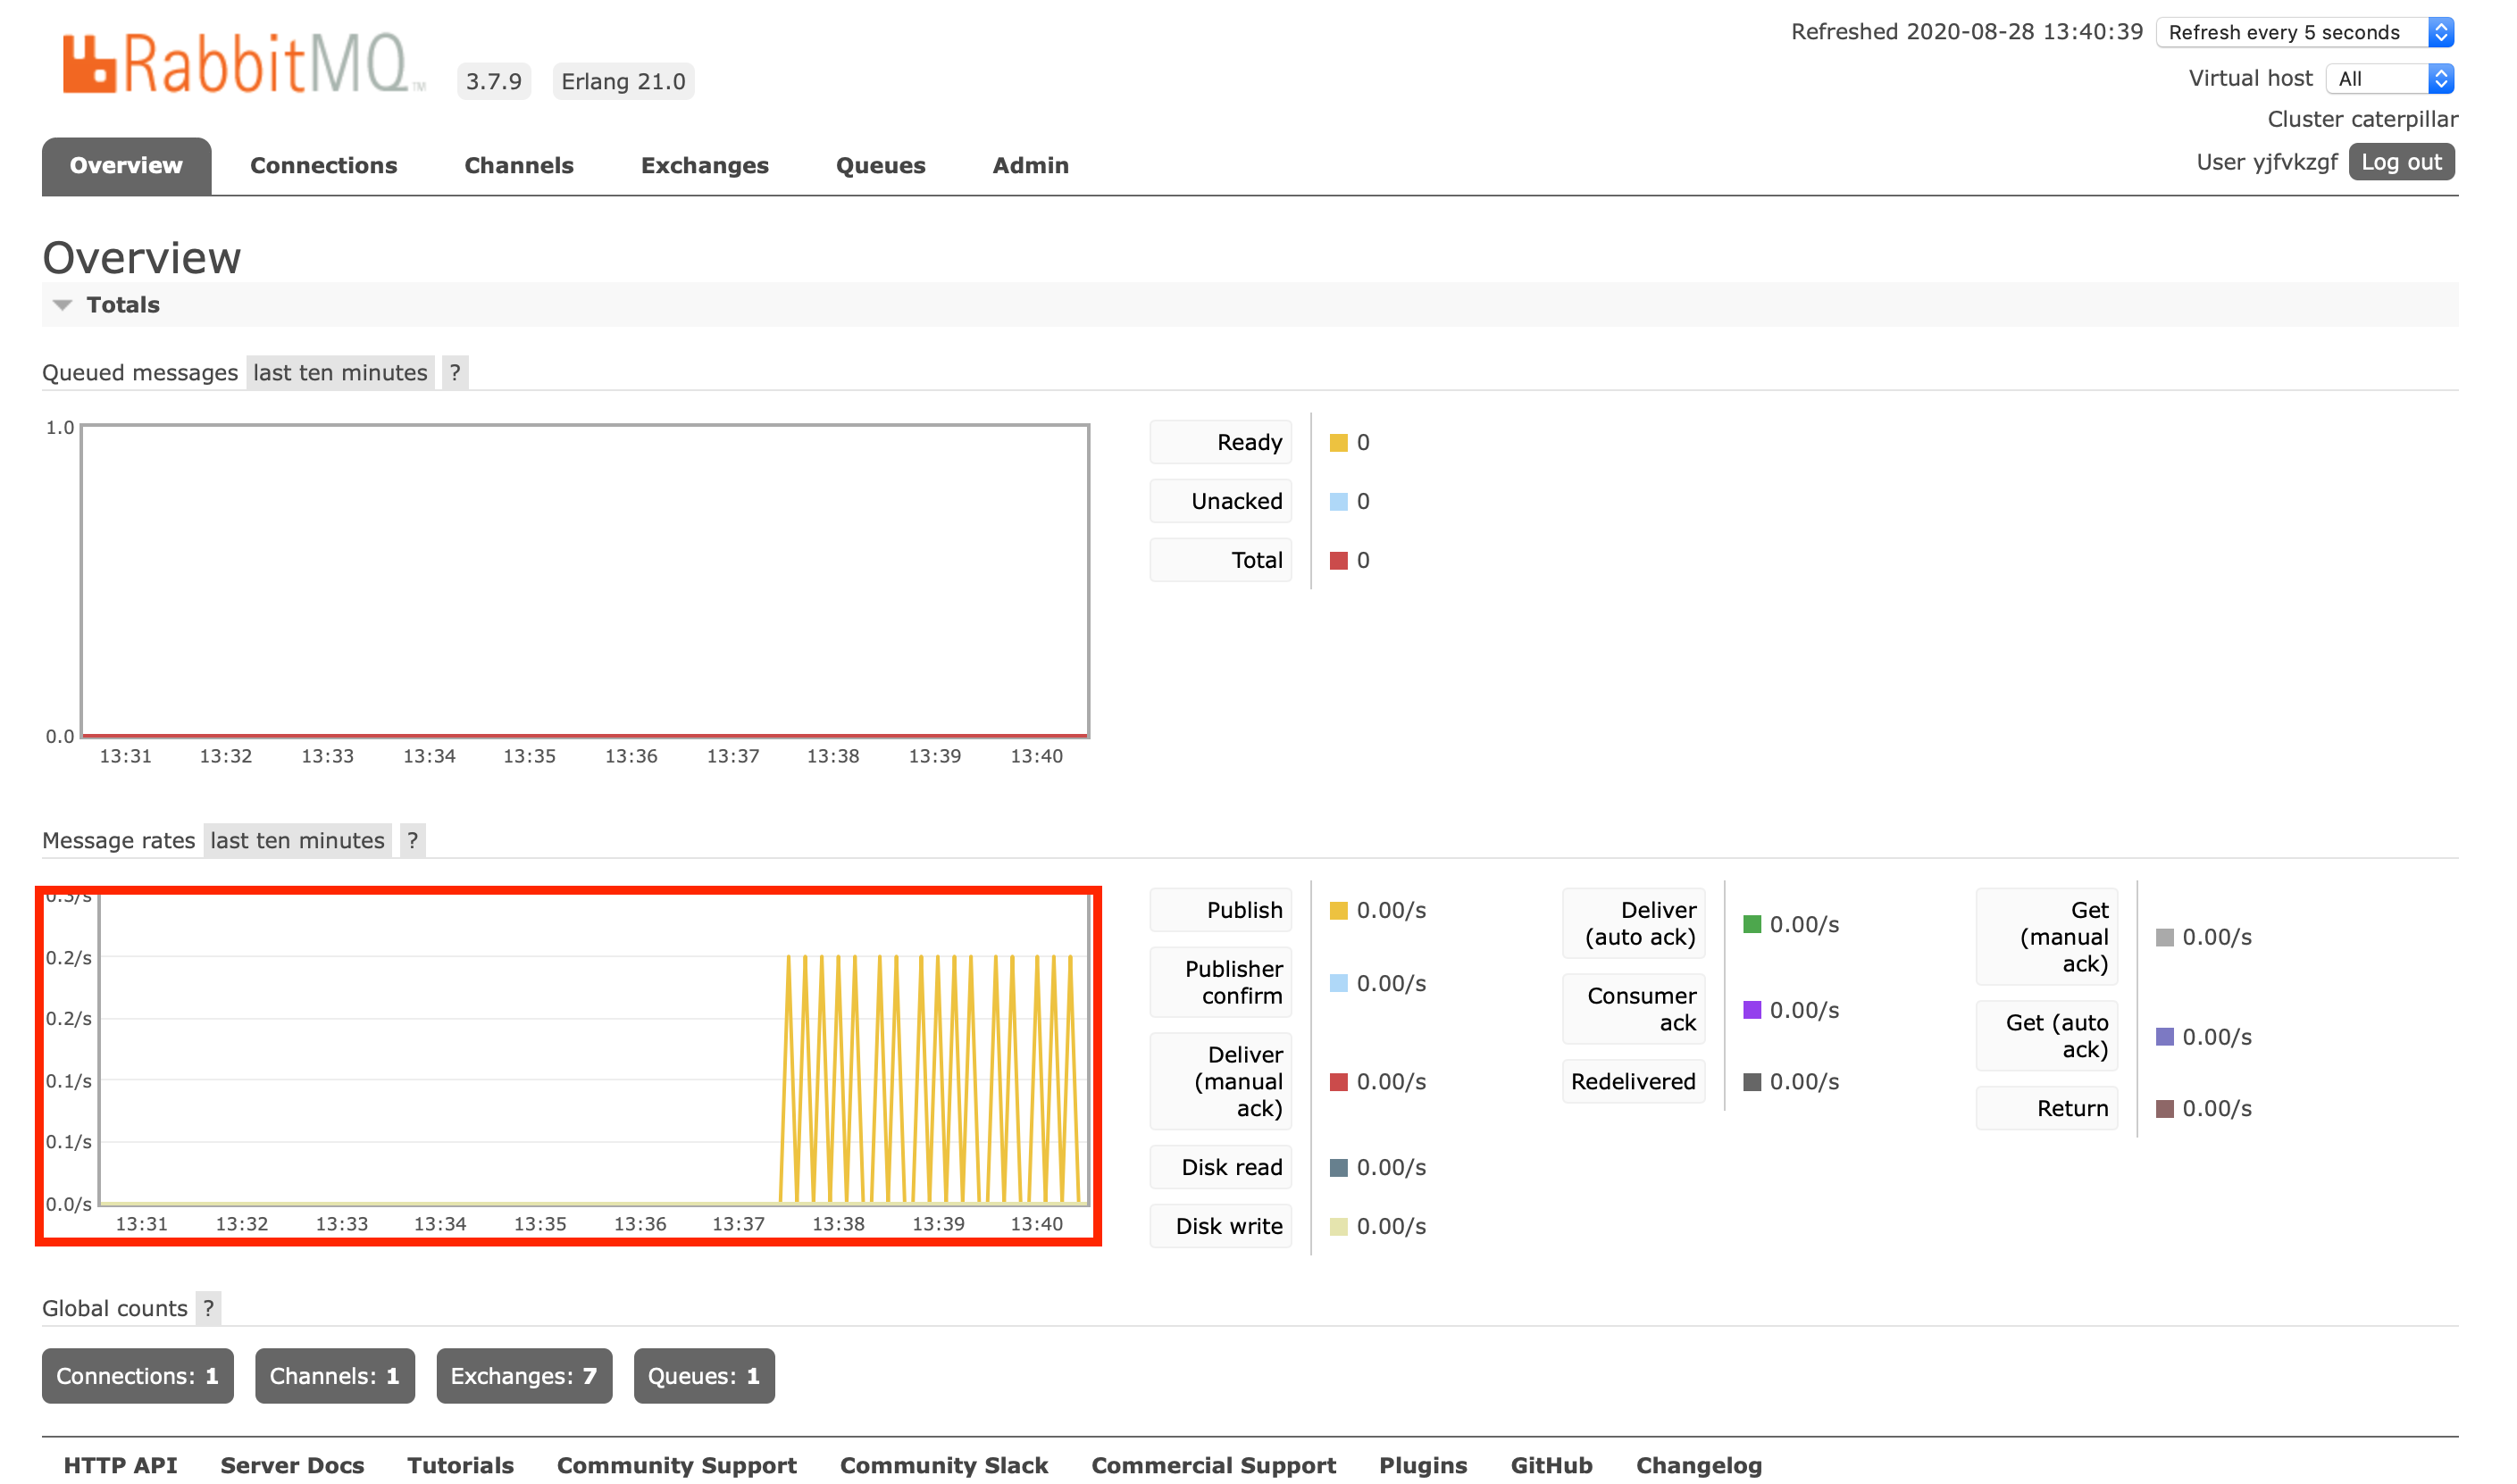 RabbitMQ TM 3.7.9 Erlang 21.0
Refreshed 2020-08-28 13:40:39 Refresh every 5 seconds
Virtual host All
Cluster caterpillar
User yjfvkzgf Log out
Overview Connections Channels Exchanges Queues Admin
Overview
Totals
Queued messages last ten minutes ?
1.0
0.0
13:31 13:32 13:33 13:34 13:35 13:36 13:37 13:38 13:39 13:40
Ready 0
Unacked 0
Total 0
Message rates last ten minutes ?
0.3/s
0.2/s
0.2/s
0.1/s
0.1/s
0.0/s
13:31 13:32 13:33 13:34 13:35 13:36 13:37 13:38 13:39 13:40
Publish 0.00/s
Publisher
confirm 0.00/s
Deliver
(manual
ack) 0.00/s
Disk read 0.00/s
Disk write 0.00/s
Deliver
(auto ack) 0.00/s
Consumer
ack 0.00/s
Redelivered 0.00/s
Get
(manual
ack) 0.00/s
Get (auto
ack) 0.00/s
Return 0.00/s
Global counts ?
Connections: 1 Channels: 1 Exchanges: 7 Queues: 1
HTTP API Server Docs Tutorials Community Support Community Slack Commercial Support Plugins GitHub Changelog